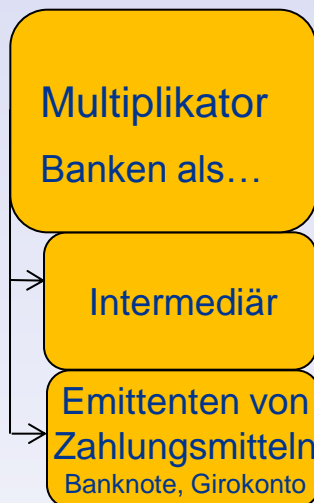 Multiplikator
Banken als…
Intermediär
Emittenten von
Zahlungsmitteln
Banknote, Girokonto